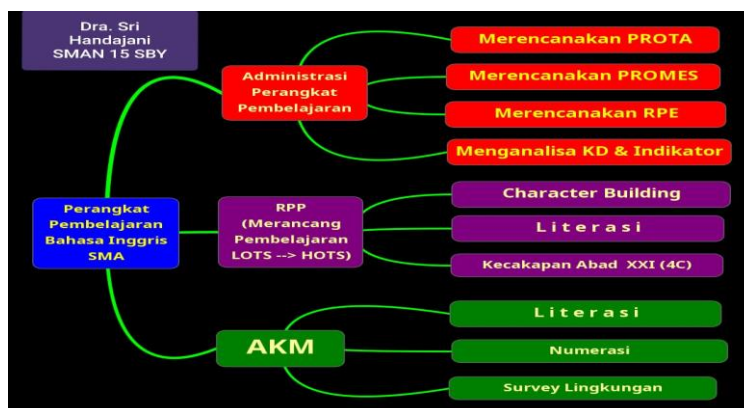 Dra. Sri
Handajani
SMAN 15 SBY
Perangkat
Pembelajaran
Bahasa Inggris
SMA
Administrasi
Perangkat
Pembelajaran
Merencanakan PROTA
Merencanakan PROMES
Merencanakan RPE
Menganalisa KD & Indikator
RPP
(Merancang
Pembelajaran
LOTS --> HOTS)
Character Building
L i t e r a s i
Kecakapan Abad XXI (4C)
AKM
L i t e r a s i
Numerasi
Survey Lingkungan